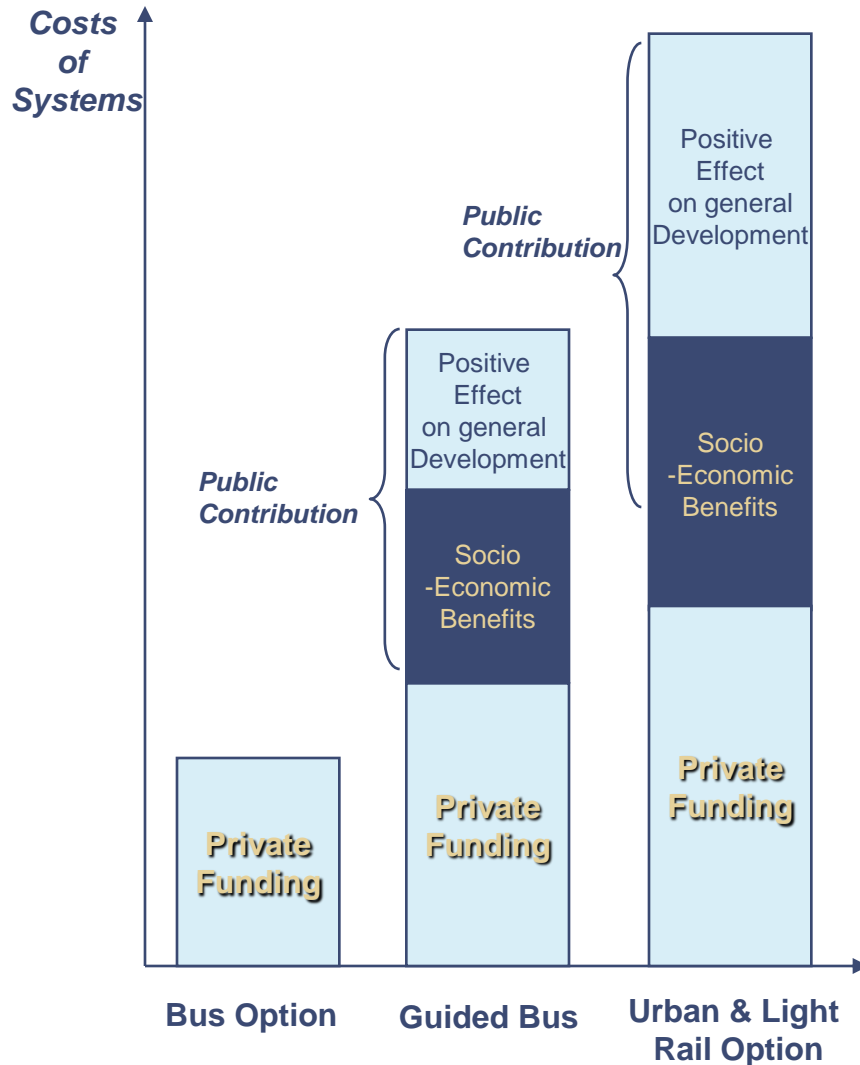 Costs
of
Systems
Positive
Effect
on general
Development
Public
Contribution
Socio
-Economic
Benefits
Private
Funding
Positive
Effect
on general
Development
Public
Contribution
Socio
-Economic
Benefits
Private
Funding
Private
Funding
Bus Option
Guided Bus
Urban & Light
Rail Option